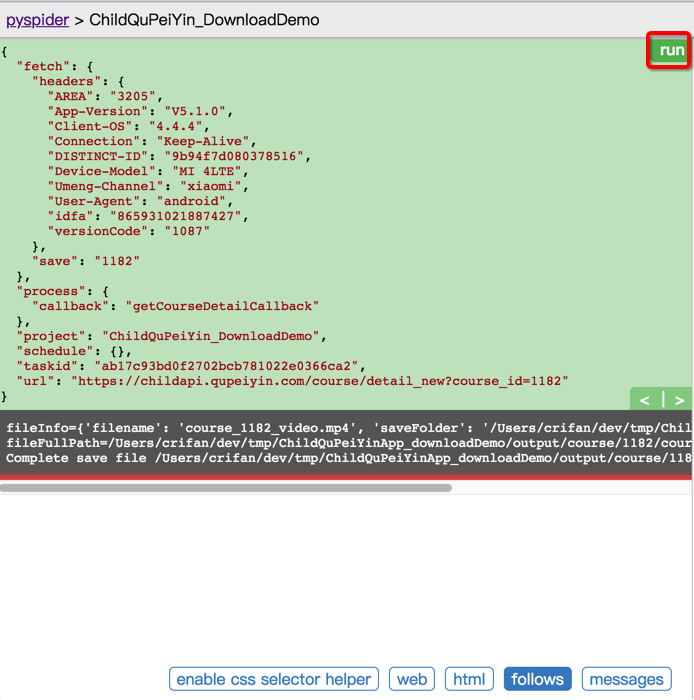 pyspider > ChildQuPeiYin_DownloadDemo
run
{
  "fetch": {
    "headers": {
      "AREA": "3205",
      "App-Version": "V5.1.0",
      "Client-OS": "4.4.4",
      "Connection": "Keep-Alive",
      "DISTINCT-ID": "9b94f7d080378516",
      "Device-Model": "MI 4LTE",
      "Umeng-Channel": "xiaomi",
      "User-Agent": "android",
      "idfa": "865931021887427",
      "versionCode": "1087"
    },
    "save": "1182"
  },
  "process": {
    "callback": "getCourseDetailCallback"
  },
  "project": "ChildQuPeiYin_DownloadDemo",
  "schedule": {},
  "taskid": "ab17c93bd0f2702bcb781022e0366ca2",
  "url": "https://childapi.qupeiyin.com/course/detail_new?course_id=1182"
}
< | >
fileInfo={'filename': 'course_1182_video.mp4', 'saveFolder': '/Users/crifan/dev/tmp/Chil
fileFullPath=/Users/crifan/dev/tmp/ChildQuPeiYinApp_downloadDemo/output/course/1182/cour
Complete save file /Users/crifan/dev/tmp/ChildQuPeiYinApp_downloadDemo/output/course/118
enable css selector helper web html follows messages